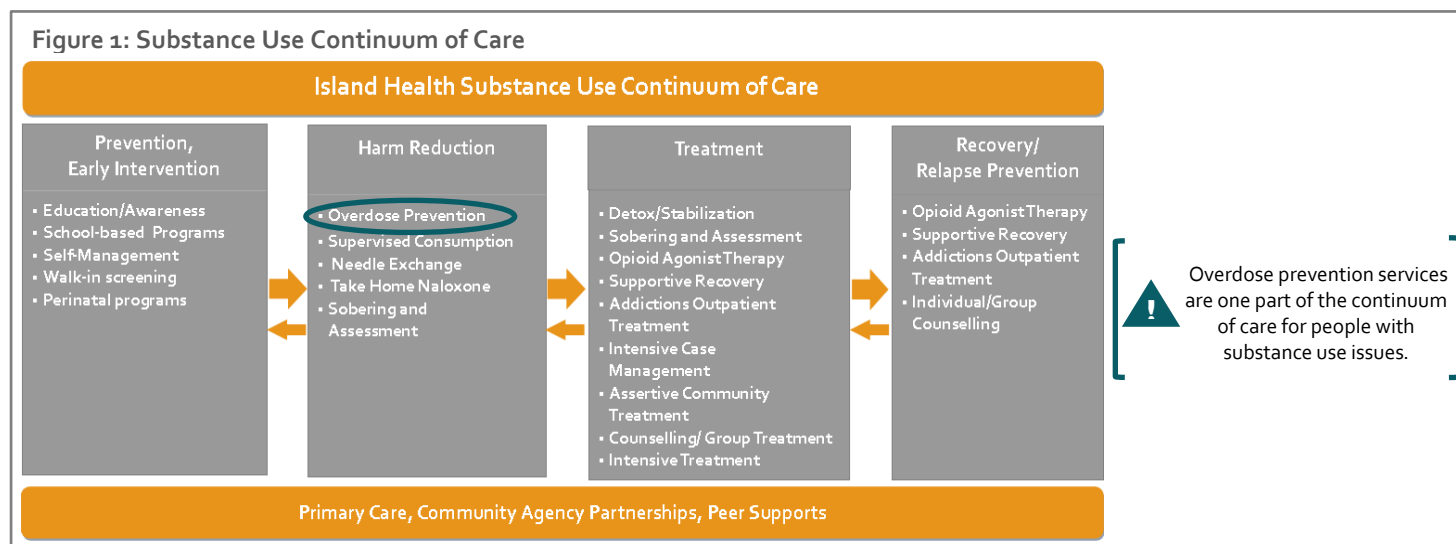 Figure 1: Substance Use Continuum of Care
Island Health Substance Use Continuum of Care
Prevention,
Early Intervention
▪ Education/Awareness
▪ School-based Programs
▪ Self-Management
▪ Walk-in screening
▪ Perinatal programs
Harm Reduction
▪ Overdose Prevention
▪ Supervised Consumption
▪ Needle Exchange
▪ Take Home Naloxone
▪ Sobering and
Assessment
Treatment
▪ Detox/Stabilization
▪ Sobering and Assessment
▪ Opioid Agonist Therapy
▪ Supportive Recovery
▪ Addictions Outpatient
Treatment
▪ Intensive Case
Management
▪ Assertive Community
Treatment
▪ Counselling/ Group Treatment
▪ Intensive Treatment
Recovery/
Relapse Prevention
▪ Opioid Agonist Therapy
▪ Supportive Recovery
▪ Addictions Outpatient
Treatment
▪ Individual/Group
Counselling
!
Overdose prevention services
are one part of the continuum
of care for people with
substance use issues.
Primary Care, Community Agency Partnerships, Peer Supports